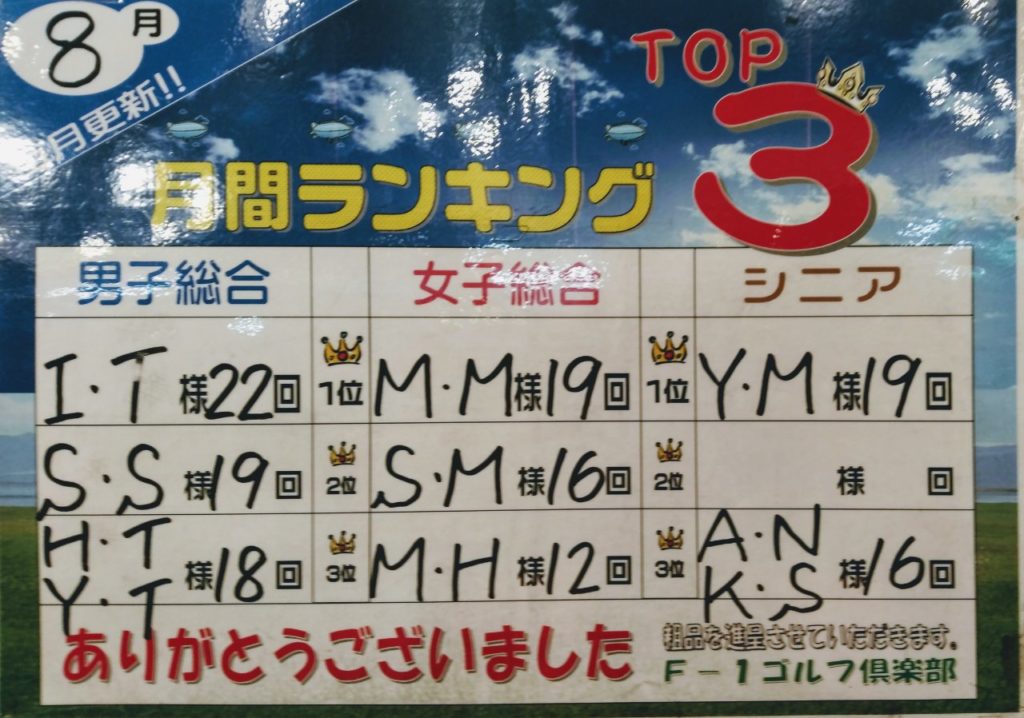 8月
月更新!!
TOP
3
月間ランキング
男子総合 女子総合 シニア
I・T 様22回 1位 M・M様19回 1位 Y・M 様19回
S・S 様19回 2位 S・M 様16回 2位 様 回
H・T
Y・T 様18回 3位 M・H 様12回 3位 A・N
K・S 様16回
ありがとうございました
粗品を進呈させていただきます。
F-1ゴルフ倶楽部